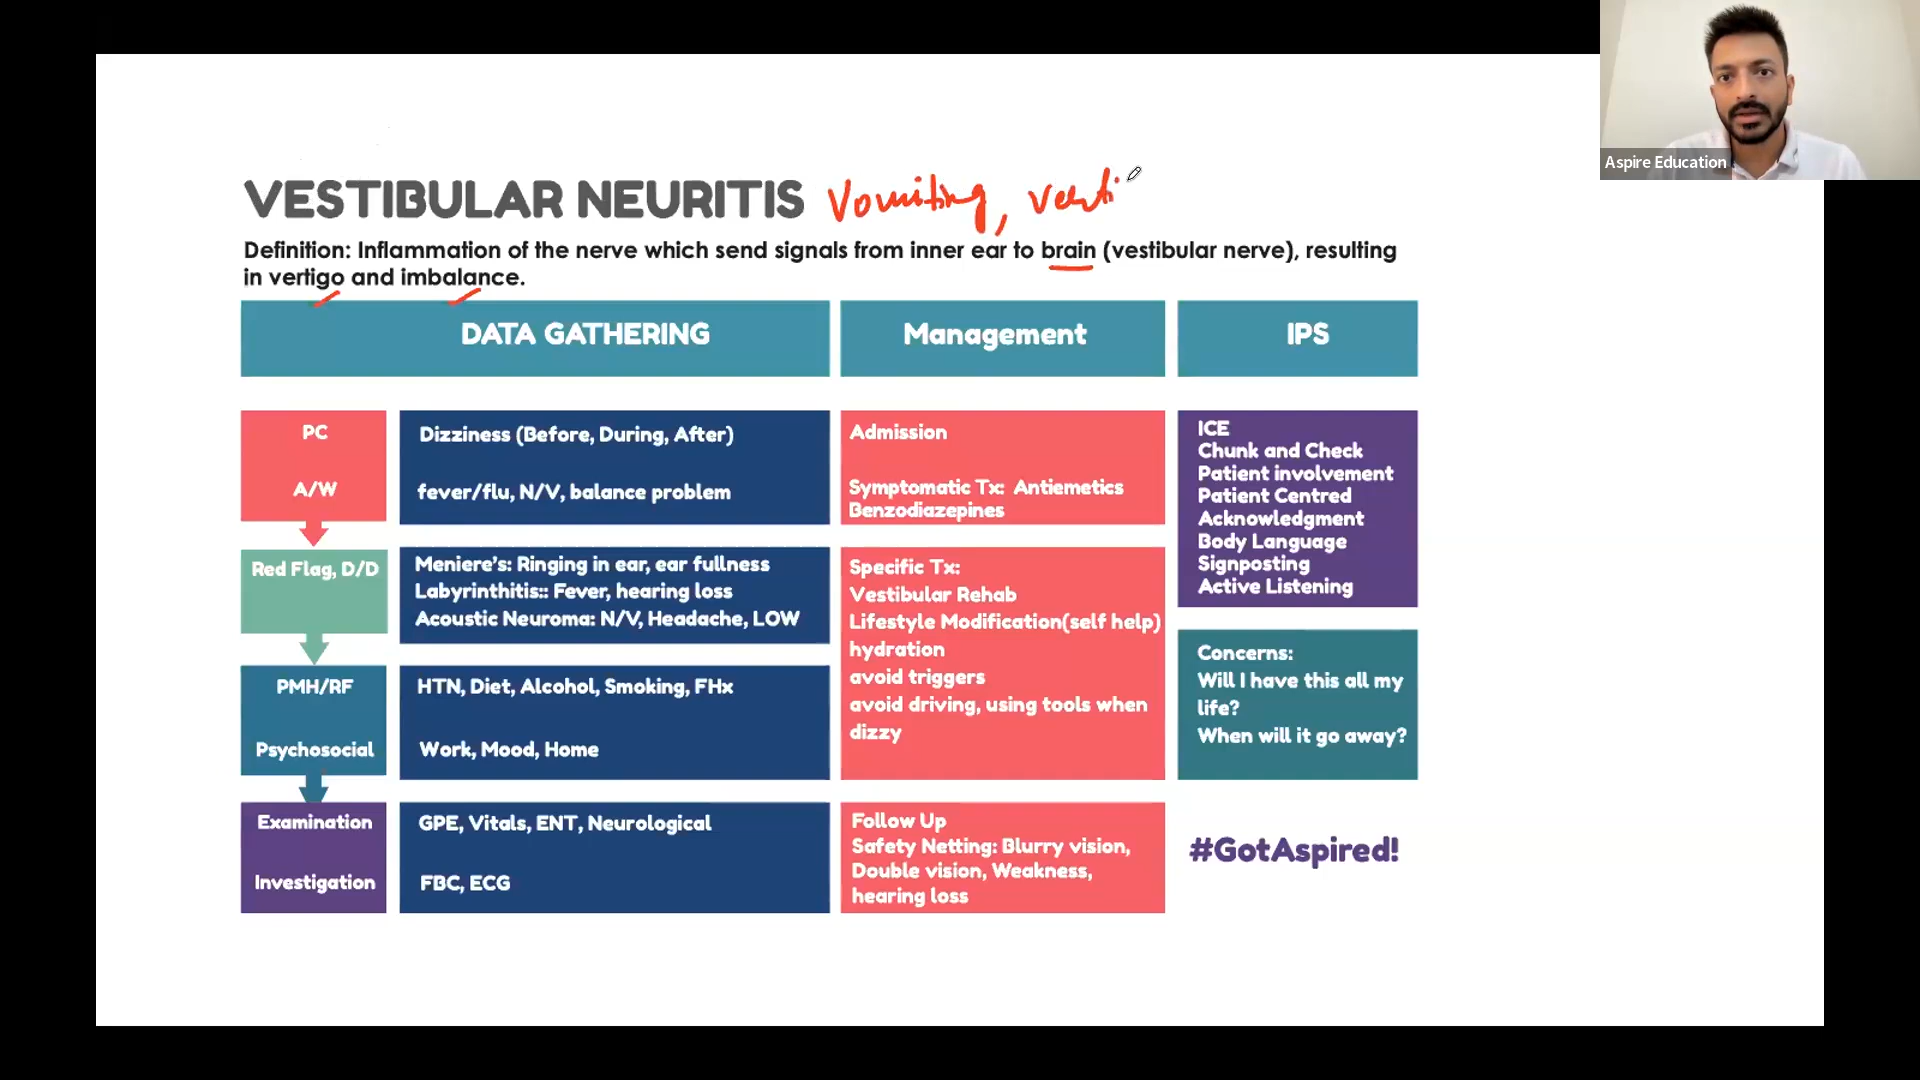 Aspire Education
VESTIBULAR NEURITIS Vomiting, verti
Definition: Inflammation of the nerve which send signals from inner ear to brain (vestibular nerve), resulting
in vertigo and imbalance.
DATA GATHERING
Management
IPS
PC
A/W
Dizziness (Before, During, After)
fever/flu, N/V, balance problem
Admission
Symptomatic Tx: Antiemetics
Benzodiazepines
ICE
Chunk and Check
Patient involvement
Patient Centred
Acknowledgment
Body Language
Signposting
Active Listening
Red Flag, D/D
Meniere's: Ringing in ear, ear fullness
Labyrinthitis:: Fever, hearing loss
Acoustic Neuroma: N/V, Headache, LOW
Specific Tx:
Vestibular Rehab
Lifestyle Modification(self help)
hydration
avoid triggers
avoid driving, using tools when
dizzy
Concerns:
Will I have this all my
life?
When will it go away?
PMH/RF
Psychosocial
HTN, Diet, Alcohol, Smoking, FHx
Work, Mood, Home
Examination
Investigation
GPE, Vitals, ENT, Neurological
FBC, ECG
Follow Up
Safety Netting: Blurry vision,
Double vision, Weakness,
hearing loss
#GotAspired!